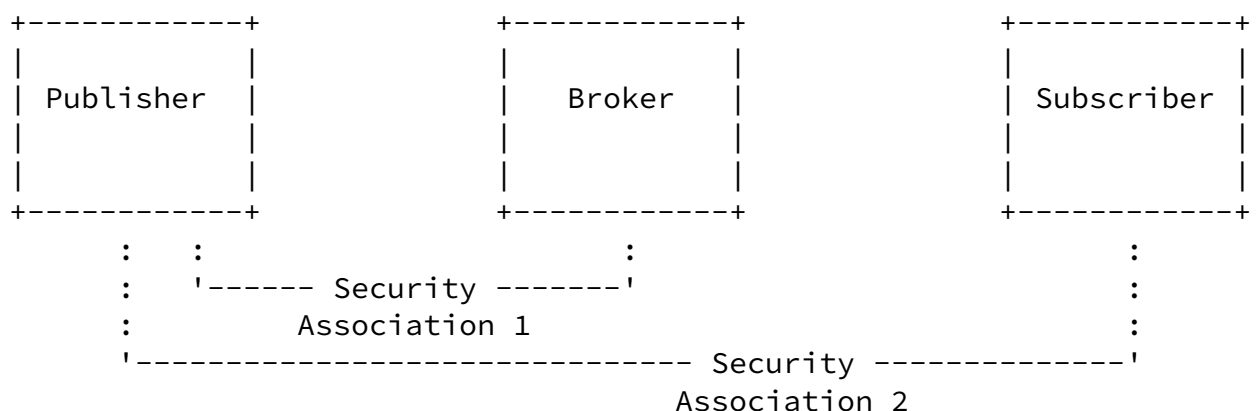 Publisher Broker Subscriber
Security
Association 1
Security
Association 2